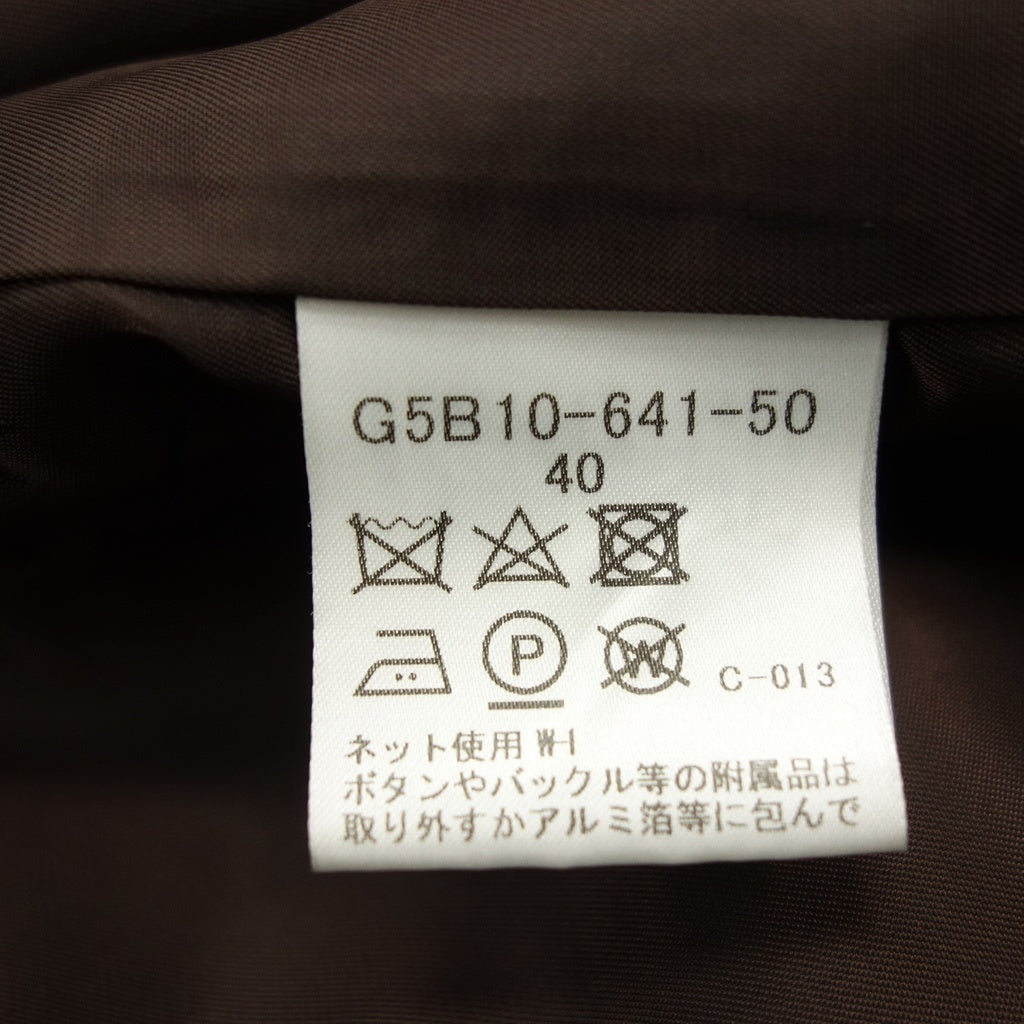 G5B10-641-50
40
P
W
C-013
ネット使用 W-I
ボタンやバックル等の附属品は
取り外すかアルミ箔等に包んで